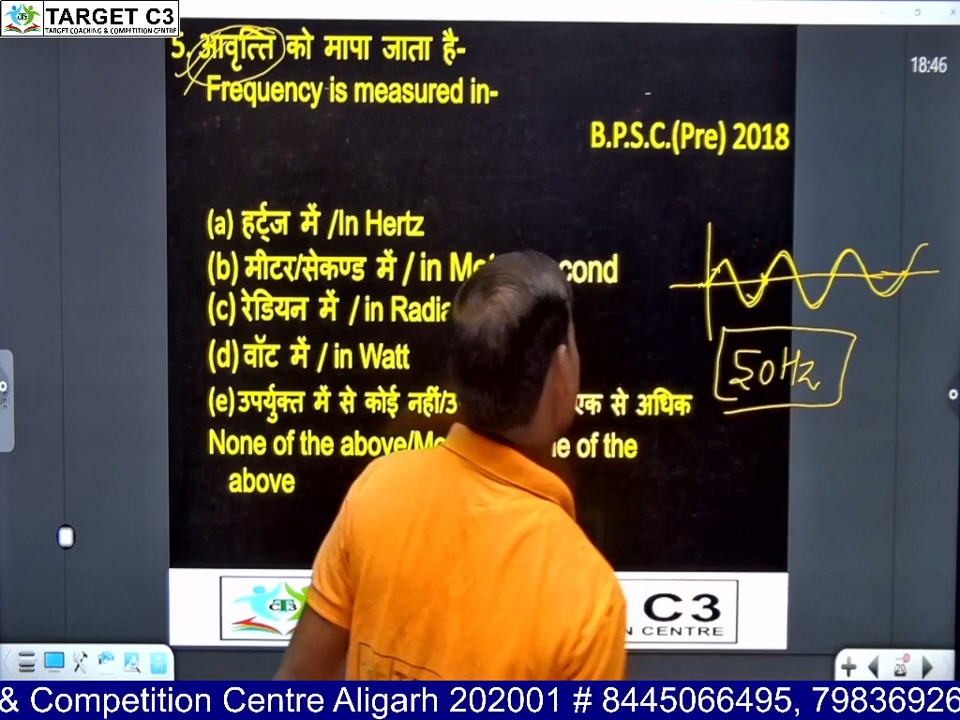 TARGET C3
TARGET COACHING & COMPETITION CENTRE
5. आवृत्ति को मापा जाता है-
Frequency is measured in-
18:46
B.P.S.C.(Pre) 2018
(a) हर्ट्ज में /In Hertz
(b) मीटर/सेकण्ड में / in
(c) रेडियन में / in
(d) वॉट में / in Watt
50Hz
(e) उपर्युक्त में से कोई नहीं/ एक से अधिक
None of the above/ of the
above
C3
CENTRE
20
& Competition Centre Aligarh 202001 # 8445066495, 79836926